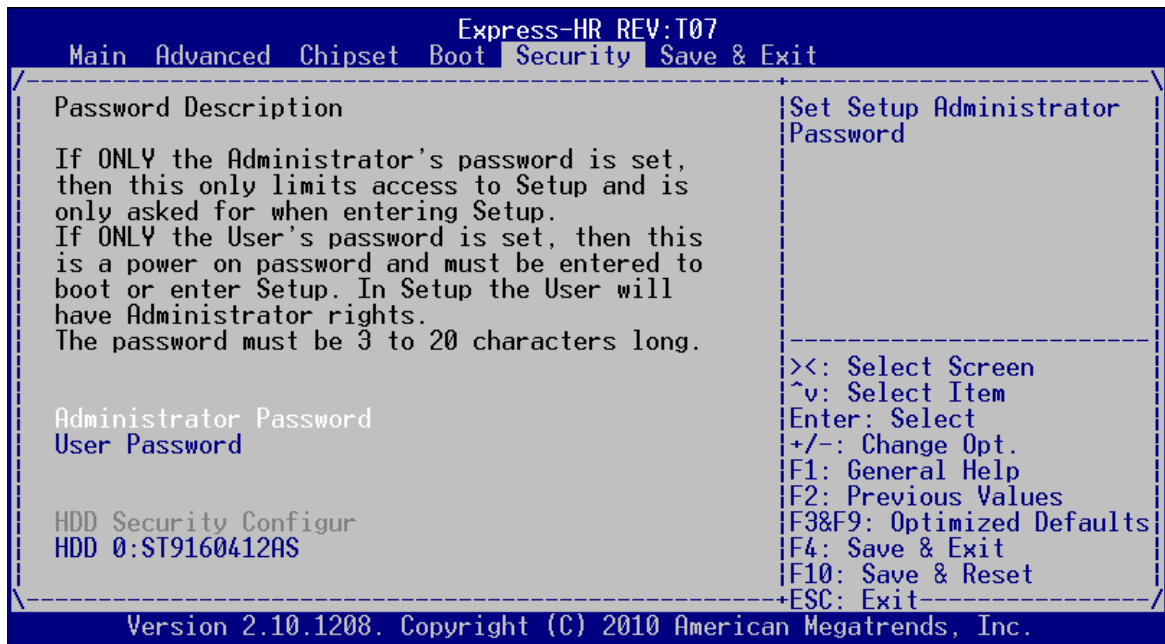 Express-HR REV:T07
Main Advanced Chipset Boot Security Save & Exit
Password Description
If ONLY the Administrator's password is set,
then this only limits access to Setup and is
only asked for when entering Setup.
If ONLY the User's password is set, then this
is a power on password and must be entered to
boot or enter Setup. In Setup the User will
have Administrator rights.
The password must be 3 to 20 characters long.
Administrator Password
User Password
HDD Security Configur
HDD 0:ST9160412AS
Set Setup Administrator
Password
><: Select Screen
^v: Select Item
Enter: Select
+/-: Change Opt.
F1: General Help
F2: Previous Values
F3&F9: Optimized Defaults
F4: Save & Exit
F10: Save & Reset
ESC: Exit
Version 2.10.1208. Copyright (C) 2010 American Megatrends, Inc.